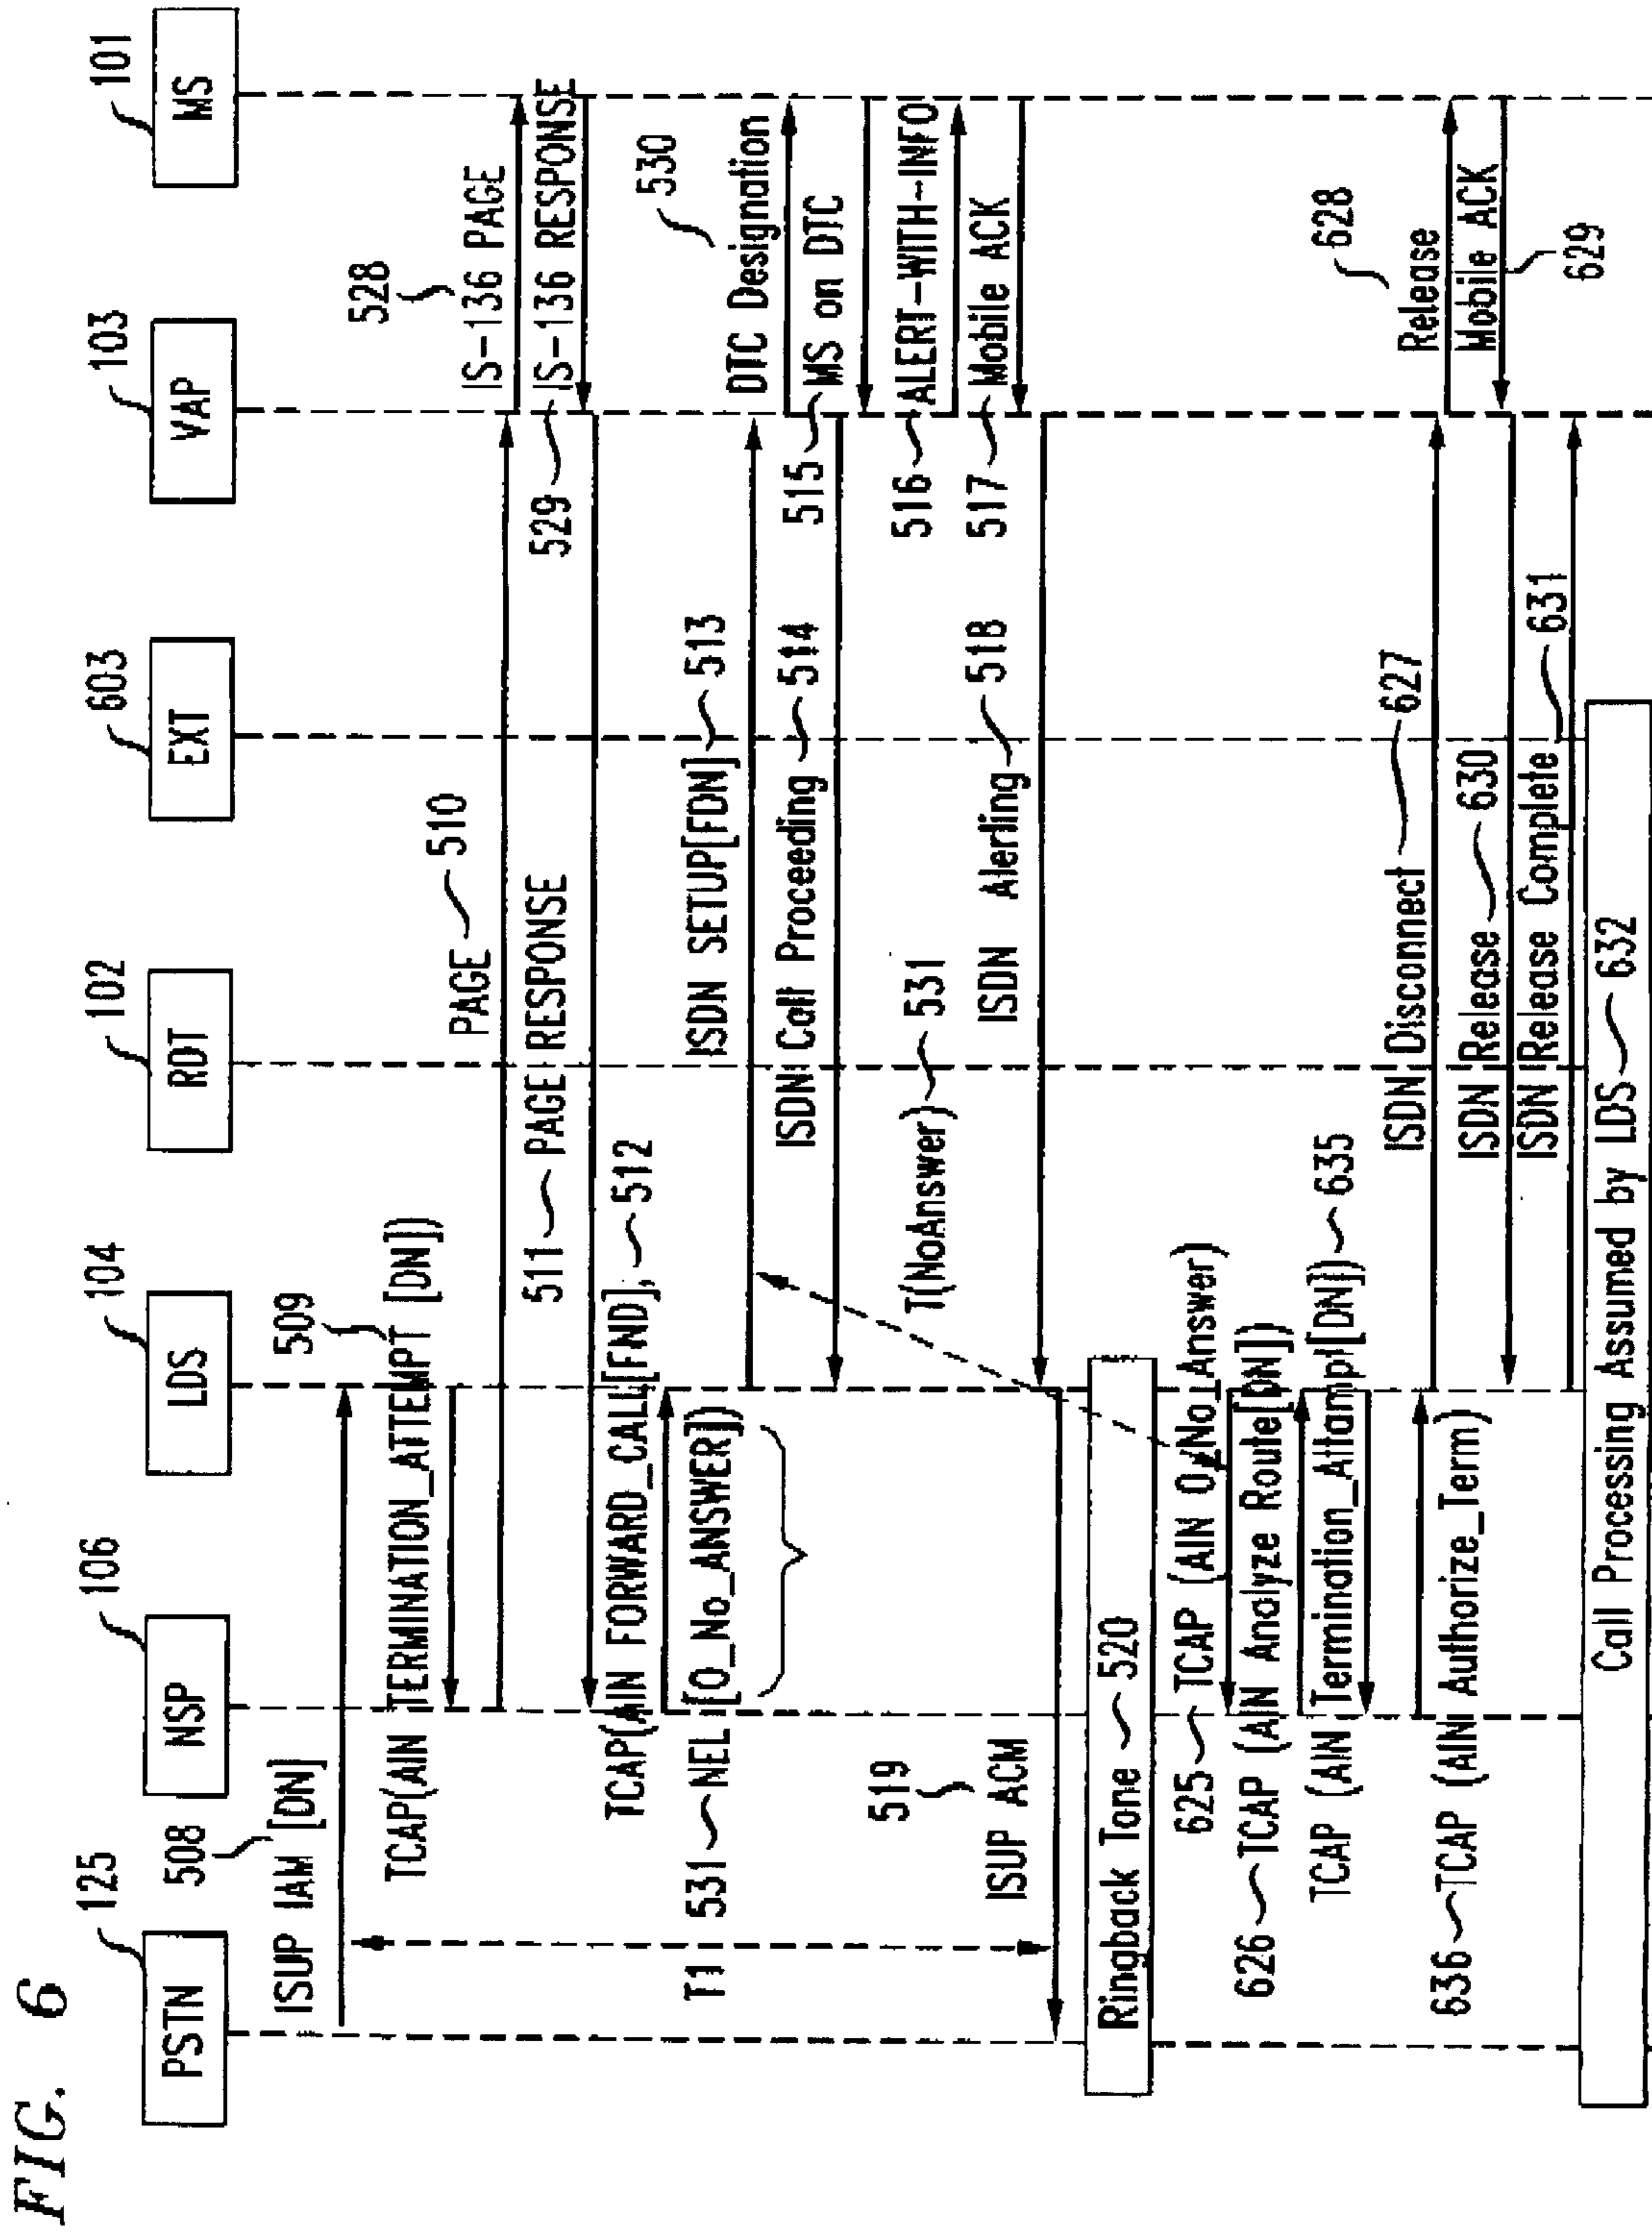 FIG. 6
PSTN 125
NSP 106
LDS 104
RDT 102
EXT 603
VAP 103
MS 101
508
ISUP IAM [DN]
509
TCAP(AIN TERMINATION_ATTEMPT [DN])
PAGE 510
528
IS-136 PAGE
529 IS-136 RESPONSE
511 PAGE RESPONSE
TCAP(AIN FORWARD_CALL[FND], 512
531 NEL [O_No_ANSWER])
T1
ISDN SETUP[FDN] 513
530
DTC Designation
515 MS on DTC
ISDN Call Proceeding 514
516 ALERT-WITH-INFO
T(NoAnswer) 531
517 Mobile ACK
ISDN Alerting 518
519
ISUP ACM
Ringback Tone 520
625 TCAP (AIN O_No_Answer)
626 TCAP (AIN Analyze Route[DN])
TCAP (AIN Termination_Attampt[DN]) 635
ISDN Disconnect 627
628
Release
636 TCAP (AIN Authorize_Term)
Mobile ACK
629
ISDN Release 630
ISDN Release Complete 631
Call Processing Assumed by LDS 632